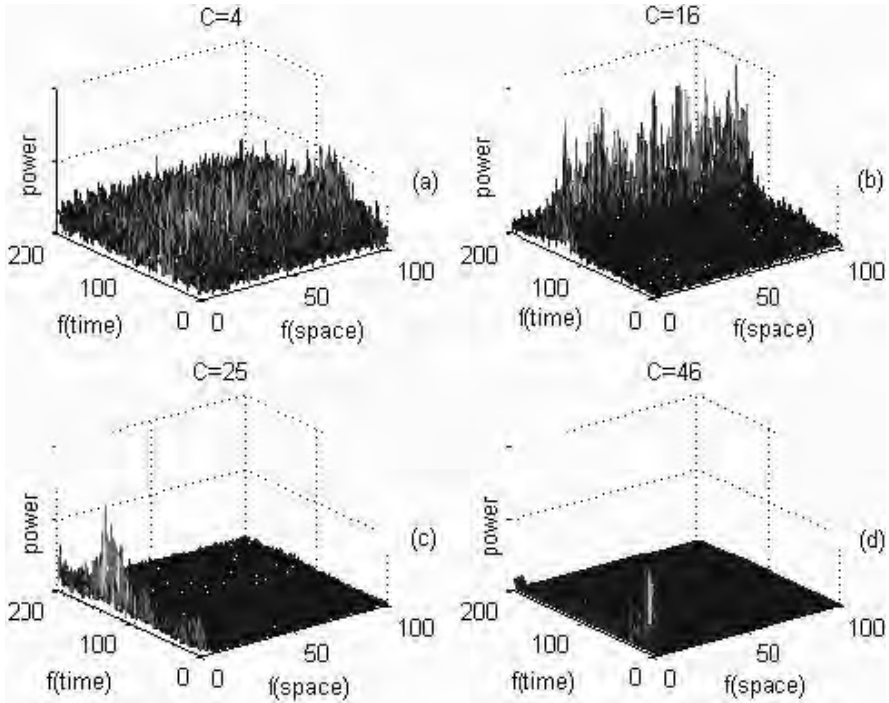 C=4
power
200
100
0
f(time)
0
50
100
f(space)
(a)
C=16
power
200
100
0
f(time)
0
50
100
f(space)
(b)
C=25
power
200
100
0
f(time)
0
50
100
f(space)
(c)
C=46
power
200
100
0
f(time)
0
50
100
f(space)
(d)